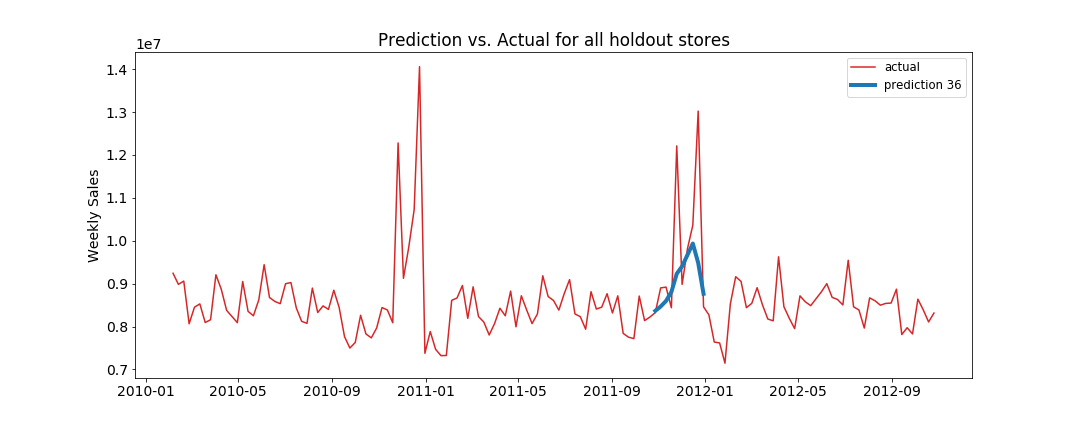 Prediction vs. Actual for all holdout stores
1e7
actual
prediction 36
1.4
1.3
1.2
1.1
1.0
0.9
0.8
0.7
Weekly Sales
2010-01 2010-05 2010-09 2011-01 2011-05 2011-09 2012-01 2012-05 2012-09